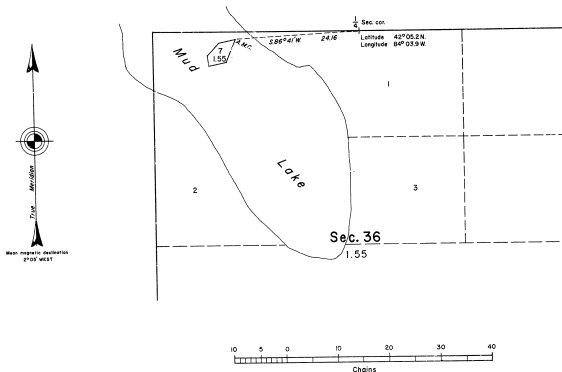 1/4 Sec. cor.
Latitude 42° 05.2 N.
Longitude 84° 03.9 W.
S.86° 41' W. 24.16
A.M.C.
Mud
7
1.55
1
Lake
2
3
Sec. 36
1.55
True Meridian
Mean magnetic declination
2° 05' WEST
10 5 0 10 20 30 40
Chains